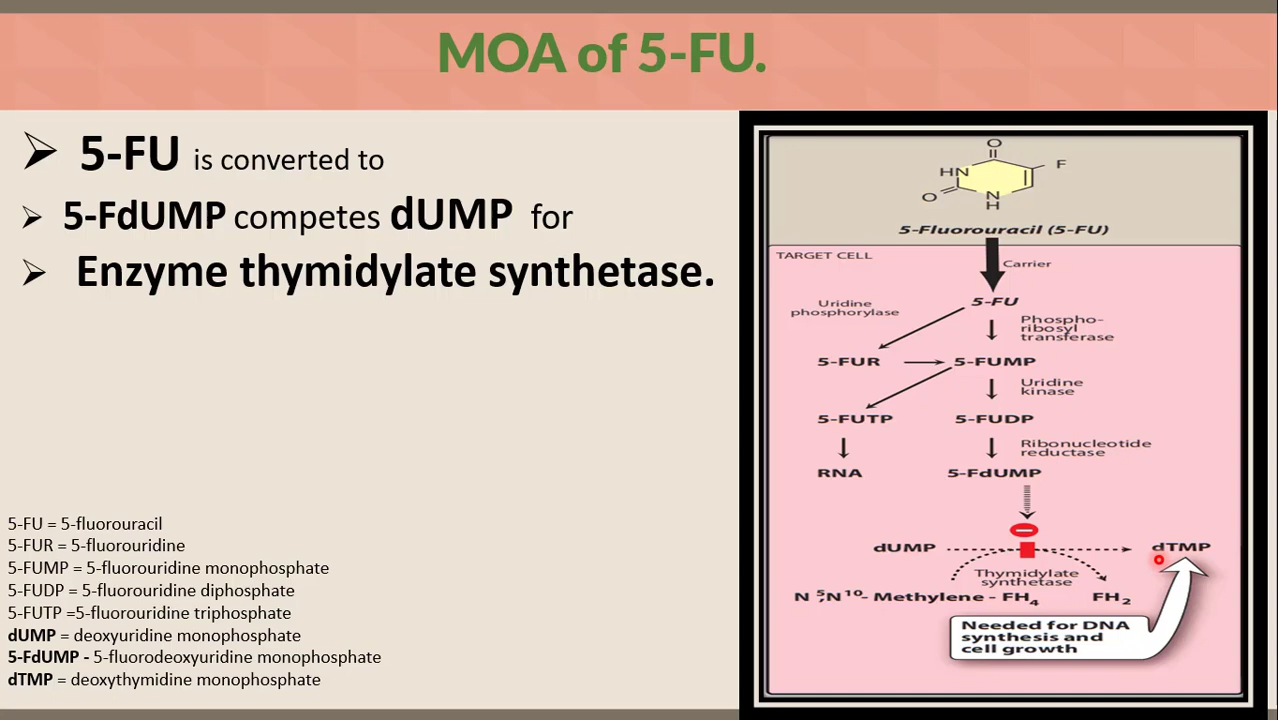 MOA of 5-FU.
5-FU is converted to
5-FdUMP competes dUMP for
Enzyme thymidylate synthetase.
5-FU = 5-fluorouracil
5-FUR = 5-fluorouridine
5-FUMP = 5-fluorouridine monophosphate
5-FUDP = 5-fluorouridine diphosphate
5-FUTP =5-fluorouridine triphosphate
dUMP = deoxyuridine monophosphate
5-FdUMP - 5-fluorodeoxyuridine monophosphate
dTMP = deoxythymidine monophosphate
O
HN
F
O
N
H
5-Fluorouracil (5-FU)
TARGET CELL
Carrier
Uridine
phosphorylase
5-FU
Phospho-
ribosyl
transferase
5-FUR
5-FUMP
Uridine
kinase
5-FUTP
5-FUDP
Ribonucleotide
reductase
RNA
5-FdUMP
dUMP
dTMP
Thymidylate
synthetase
N 5,N10- Methylene - FH4
FH2
Needed for DNA
synthesis and
cell growth